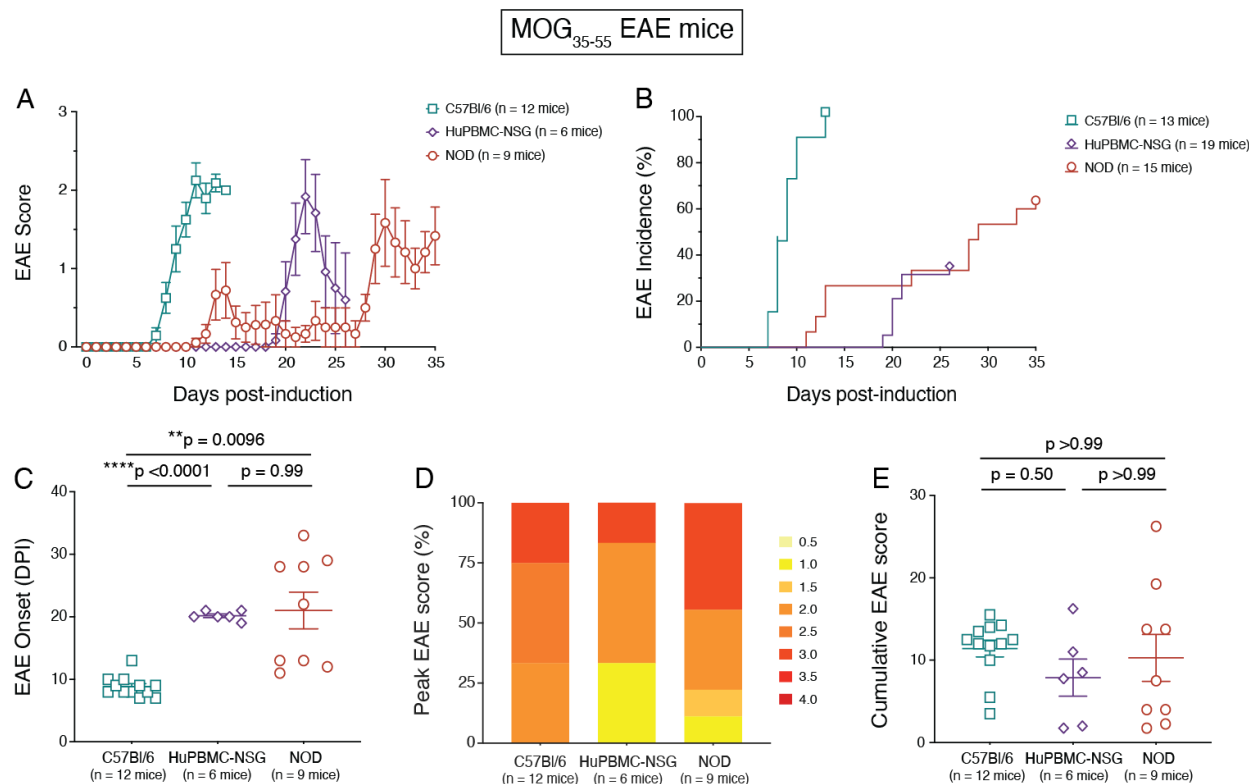 MOG35-55 EAE mice
A
EAE Score
3
2
1
0
0 5 10 15 20 25 30 35
Days post-induction
C57Bl/6 (n = 12 mice)
HuPBMC-NSG (n = 6 mice)
NOD (n = 9 mice)
B
EAE Incidence (%)
100
80
60
40
20
0
0 5 10 15 20 25 30 35
Days post-induction
C57Bl/6 (n = 13 mice)
HuPBMC-NSG (n = 19 mice)
NOD (n = 15 mice)
C
**p = 0.0096
****p <0.0001
p = 0.99
EAE Onset (DPI)
40
30
20
10
0
C57Bl/6 HuPBMC-NSG NOD
(n = 12 mice) (n = 6 mice) (n = 9 mice)
D
Peak EAE score (%)
100
75
50
25
0
C57Bl/6 HuPBMC-NSG NOD
(n = 12 mice) (n = 6 mice) (n = 9 mice)
0.5
1.0
1.5
2.0
2.5
3.0
3.5
4.0
E
p >0.99
p = 0.50
p >0.99
Cumulative EAE score
30
20
10
0
C57Bl/6 HuPBMC-NSG NOD
(n = 12 mice) (n = 6 mice) (n = 9 mice)